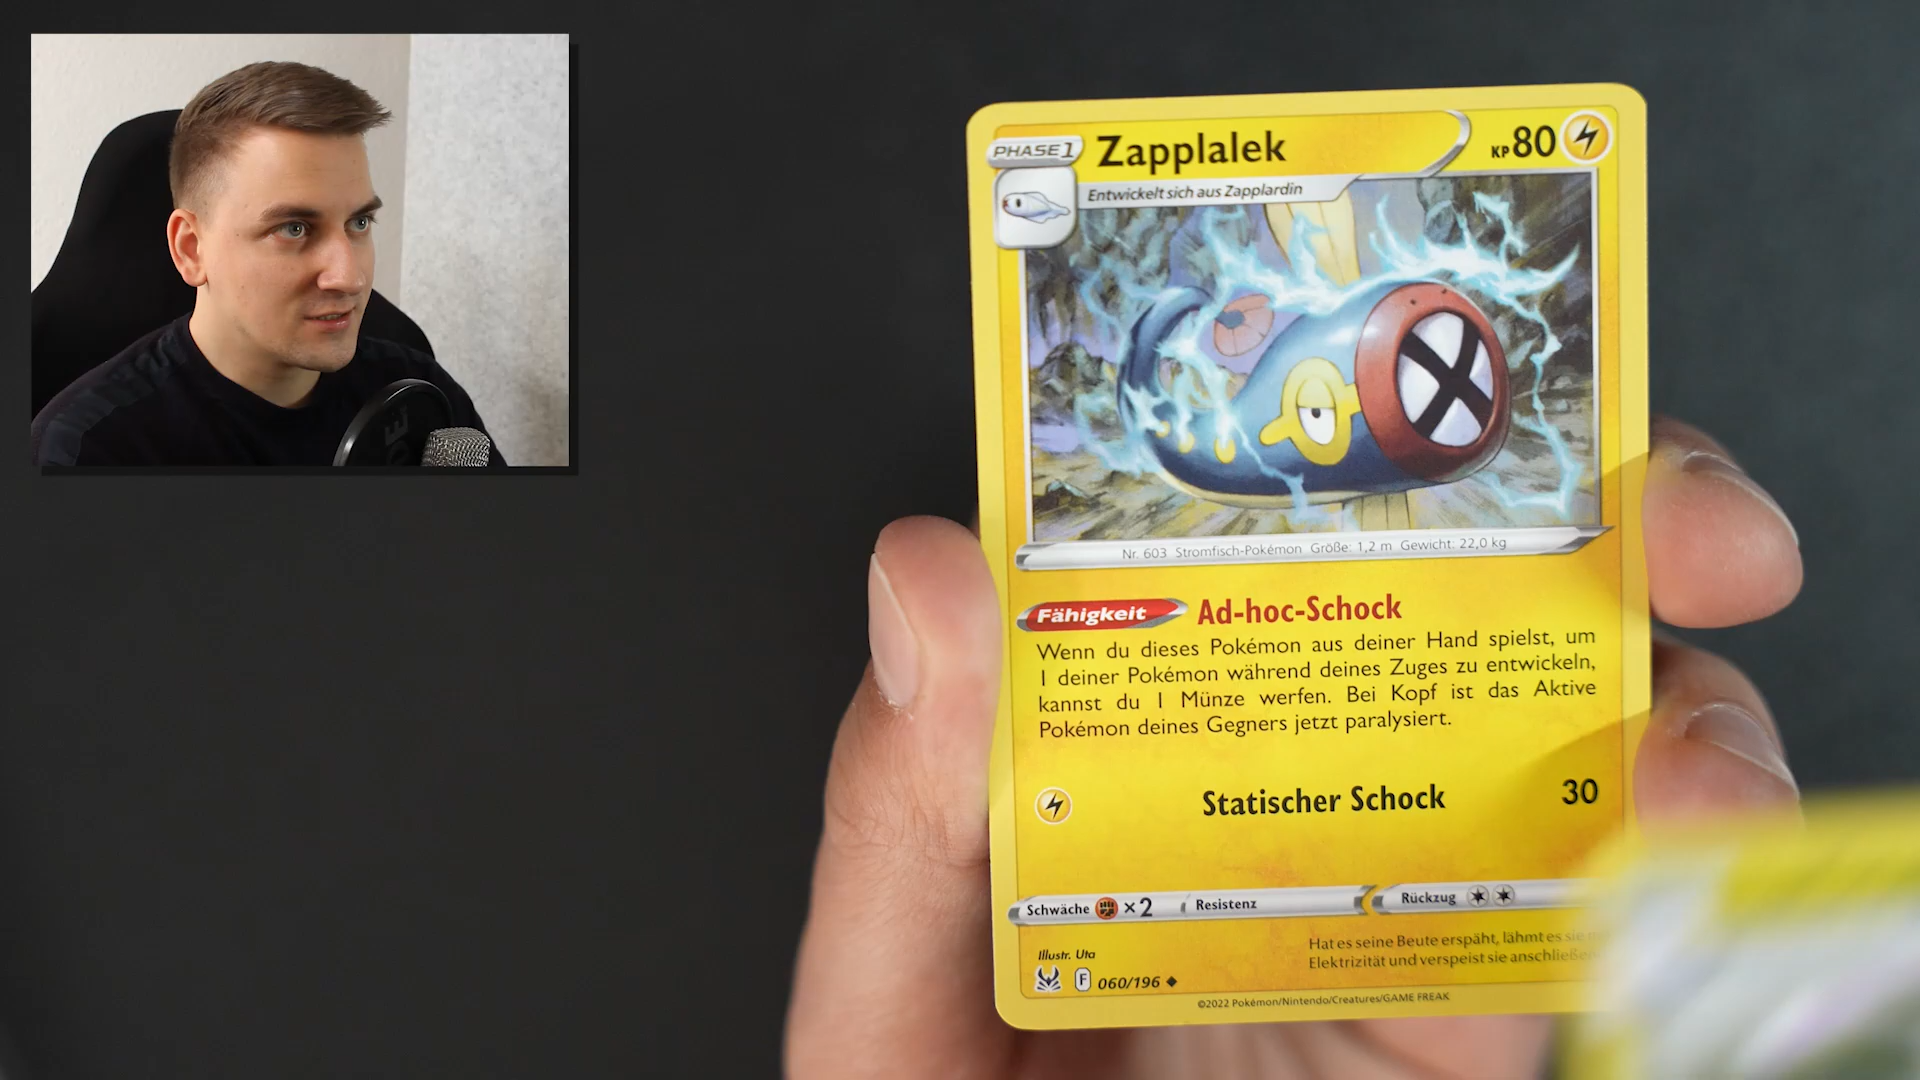 PHASE 1
Zapplalek
KP 80
Entwickelt sich aus Zapplardin
Nr. 603 Stromfisch-Pokémon Größe: 1,2 m Gewicht: 22,0 kg
Fähigkeit Ad-hoc-Schock
Wenn du dieses Pokémon aus deiner Hand spielst, um
1 deiner Pokémon während deines Zuges zu entwickeln,
kannst du 1 Münze werfen. Bei Kopf ist das Aktive
Pokémon deines Gegners jetzt paralysiert.
Statischer Schock 30
Schwäche ×2 Resistenz Rückzug
Illustr. Uta
Hat es seine Beute erspäht, lähmt es sie
Elektrizität und verspeist sie
F 060/196
©2022 Pokémon/Nintendo/Creatures/GAME FREAK